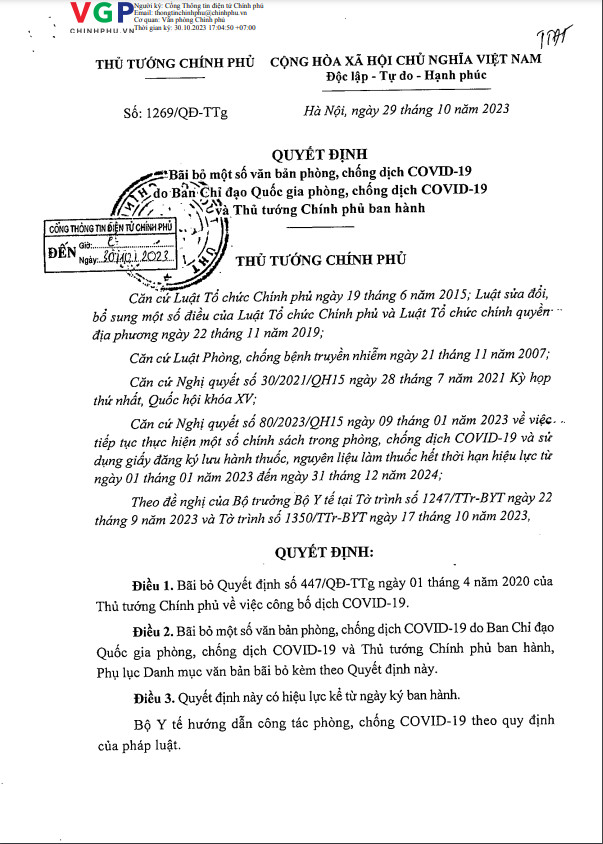 VGP
CHINHPHU.VN
Người ký: Cổng Thông tin điện tử Chính phủ
Email: thongtinchinhphu@chinhphu.vn
Cơ quan: Văn phòng Chính phủ
Thời gian ký: 30.10.2023 17:04:50 +07:00
TTĐT
THỦ TƯỚNG CHÍNH PHỦ
CỘNG HÒA XÃ HỘI CHỦ NGHĨA VIỆT NAM
Độc lập - Tự do - Hạnh phúc
Số: 1269/QĐ-TTg
Hà Nội, ngày 29 tháng 10 năm 2023
QUYẾT ĐỊNH
Bãi bỏ một số văn bản phòng, chống dịch COVID-19
do Ban Chỉ đạo Quốc gia phòng, chống dịch COVID-19
và Thủ tướng Chính phủ ban hành
CỔNG THÔNG TIN ĐIỆN TỬ CHÍNH PHỦ
ĐẾN
Giờ:
Ngày: 30/10/2023
THỦ TƯỚNG CHÍNH PHỦ
Căn cứ Luật Tổ chức Chính phủ ngày 19 tháng 6 năm 2015; Luật sửa đổi,
bổ sung một số điều của Luật Tổ chức Chính phủ và Luật Tổ chức chính quyền
địa phương ngày 22 tháng 11 năm 2019;
Căn cứ Luật Phòng, chống bệnh truyền nhiễm ngày 21 tháng 11 năm 2007;
Căn cứ Nghị quyết số 30/2021/QH15 ngày 28 tháng 7 năm 2021 Kỳ họp
thứ nhất, Quốc hội khóa XV;
Căn cứ Nghị quyết số 80/2023/QH15 ngày 09 tháng 01 năm 2023 về việc
tiếp tục thực hiện một số chính sách trong phòng, chống dịch COVID-19 và sử
dụng giấy đăng ký lưu hành thuốc, nguyên liệu làm thuốc hết thời hạn hiệu lực từ
ngày 01 tháng 01 năm 2023 đến ngày 31 tháng 12 năm 2024;
Theo đề nghị của Bộ trưởng Bộ Y tế tại Tờ trình số 1247/TTr-BYT ngày 22
tháng 9 năm 2023 và Tờ trình số 1350/TTr-BYT ngày 17 tháng 10 năm 2023,
QUYẾT ĐỊNH:
Điều 1. Bãi bỏ Quyết định số 447/QĐ-TTg ngày 01 tháng 4 năm 2020 của
Thủ tướng Chính phủ về việc công bố dịch COVID-19.
Điều 2. Bãi bỏ một số văn bản phòng, chống dịch COVID-19 do Ban Chỉ đạo
Quốc gia phòng, chống dịch COVID-19 và Thủ tướng Chính phủ ban hành,
Phụ lục Danh mục văn bản bãi bỏ kèm theo Quyết định này.
Điều 3. Quyết định này có hiệu lực kể từ ngày ký ban hành.
Bộ Y tế hướng dẫn công tác phòng, chống COVID-19 theo quy định
của pháp luật.